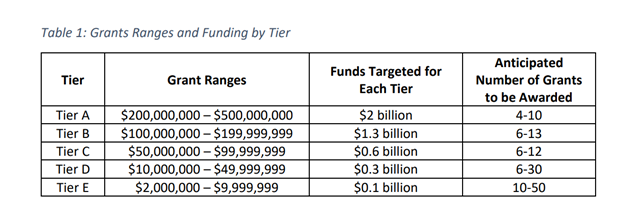 Table 1: Grants Ranges and Funding by Tier
Tier Grant Ranges Funds Targeted for Each Tier Anticipated Number of Grants to be Awarded
Tier A $200,000,000 – $500,000,000 $2 billion 4-10
Tier B $100,000,000 – $199,999,999 $1.3 billion 6-13
Tier C $50,000,000 – $99,999,999 $0.6 billion 6-12
Tier D $10,000,000 – $49,999,999 $0.3 billion 6-30
Tier E $2,000,000 – $9,999,999 $0.1 billion 10-50